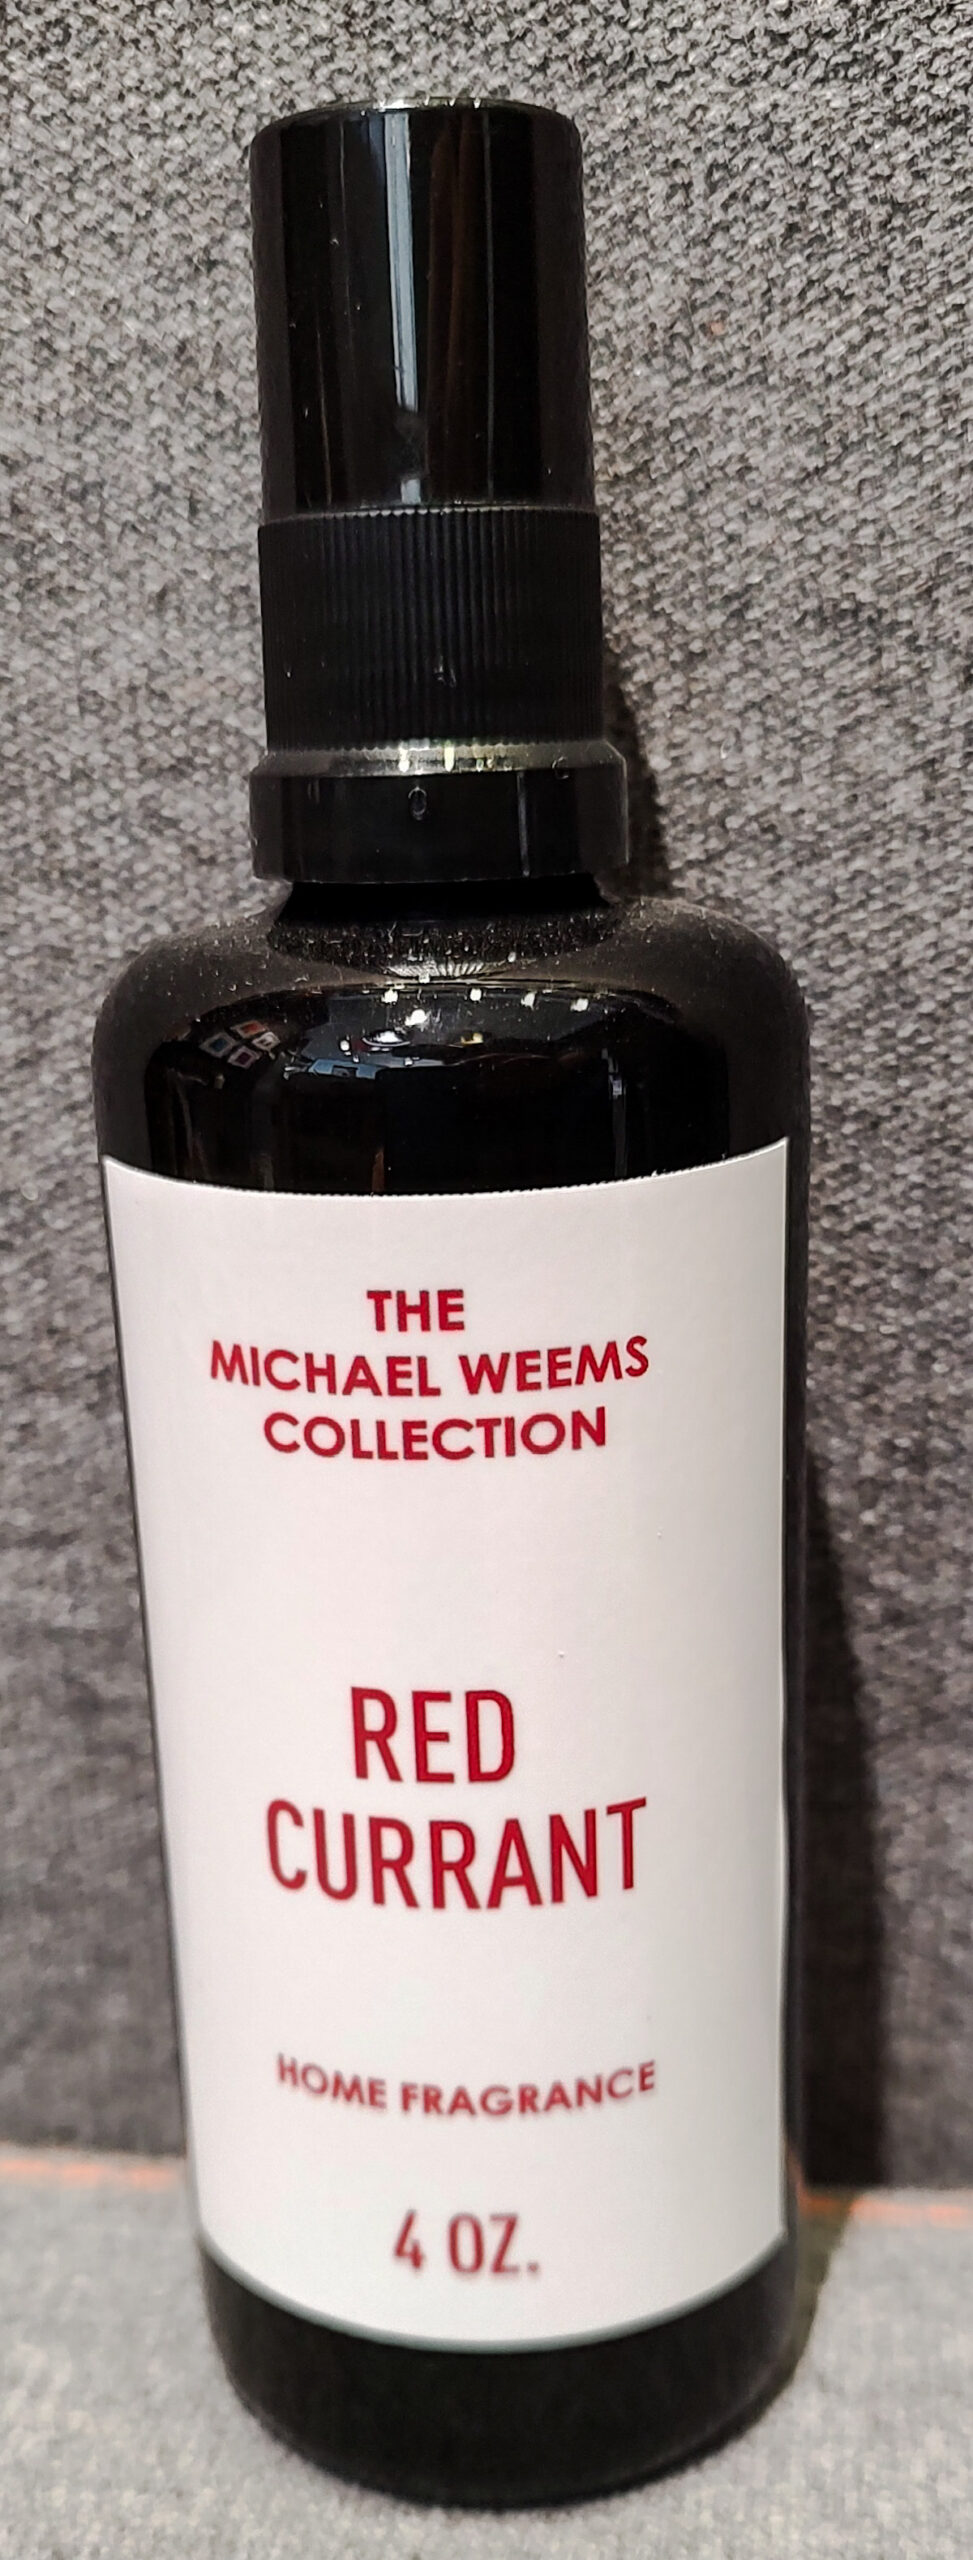 THE
MICHAEL WEEMS
COLLECTION
RED
CURRANT
HOME FRAGRANCE
4 OZ.